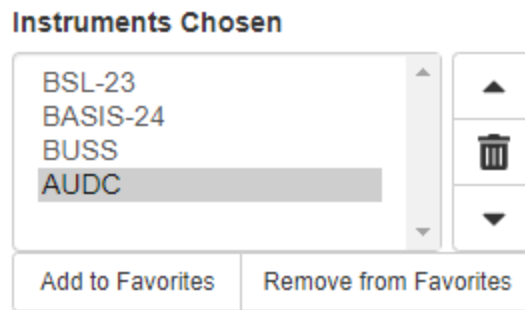 Instruments Chosen
BSL-23
BASIS-24
BUSS
AUDC
Add to Favorites
Remove from Favorites